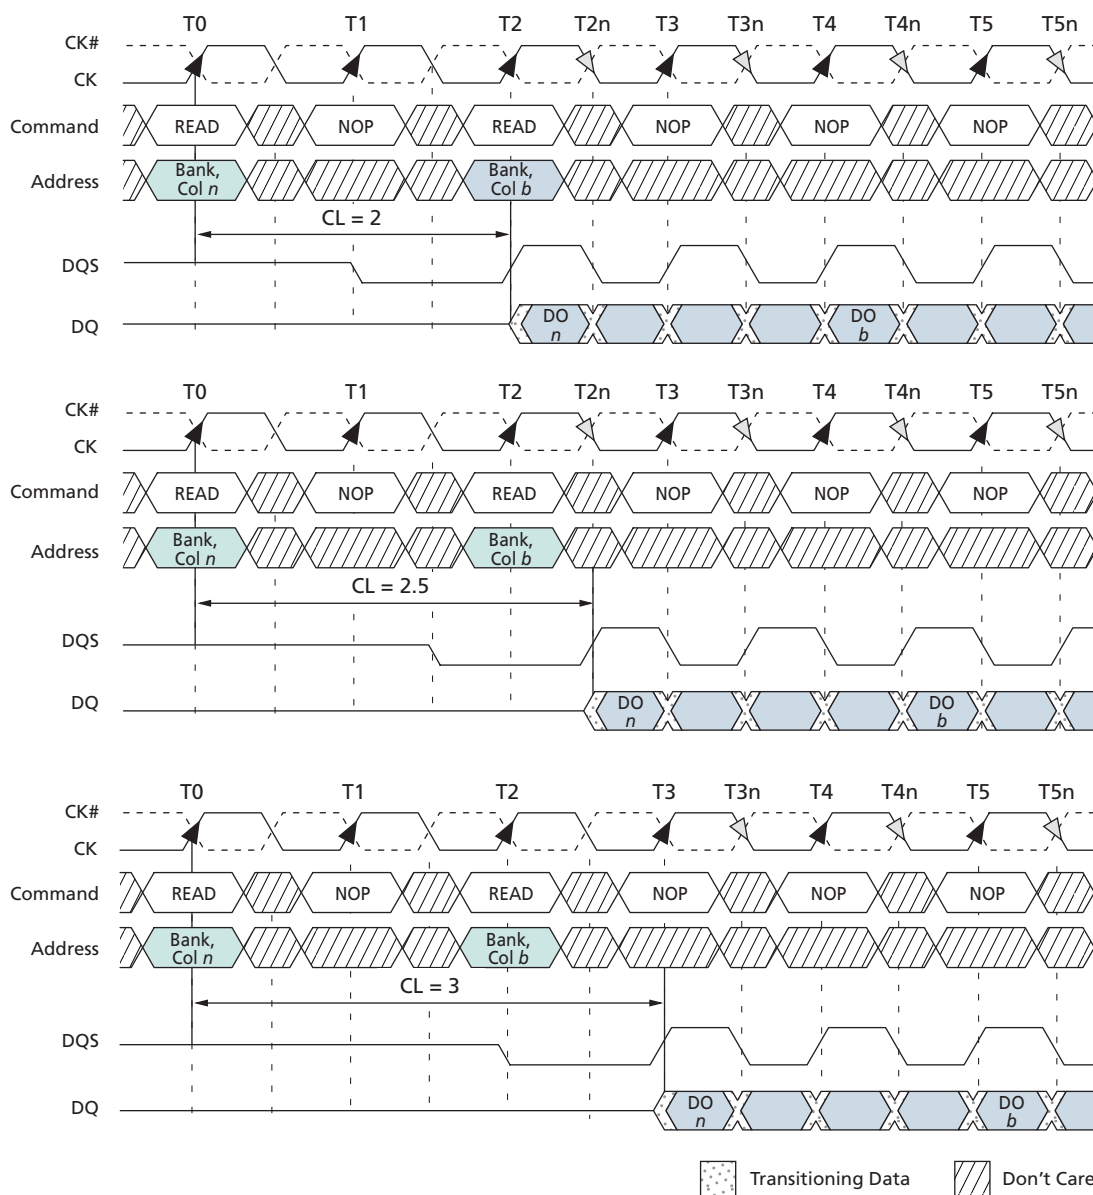 T0 T1 T2 T2n T3 T3n T4 T4n T5 T5n
CK#
CK
Command READ NOP READ NOP NOP NOP
Address Bank, Col n Bank, Col b
CL = 2
DQS
DQ DO n DO b
T0 T1 T2 T2n T3 T3n T4 T4n T5 T5n
CK#
CK
Command READ NOP READ NOP NOP NOP
Address Bank, Col n Bank, Col b
CL = 2.5
DQS
DQ DO n DO b
T0 T1 T2 T3 T3n T4 T4n T5 T5n
CK#
CK
Command READ NOP READ NOP NOP NOP
Address Bank, Col n Bank, Col b
CL = 3
DQS
DQ DO n DO b
Transitioning Data Don't Care